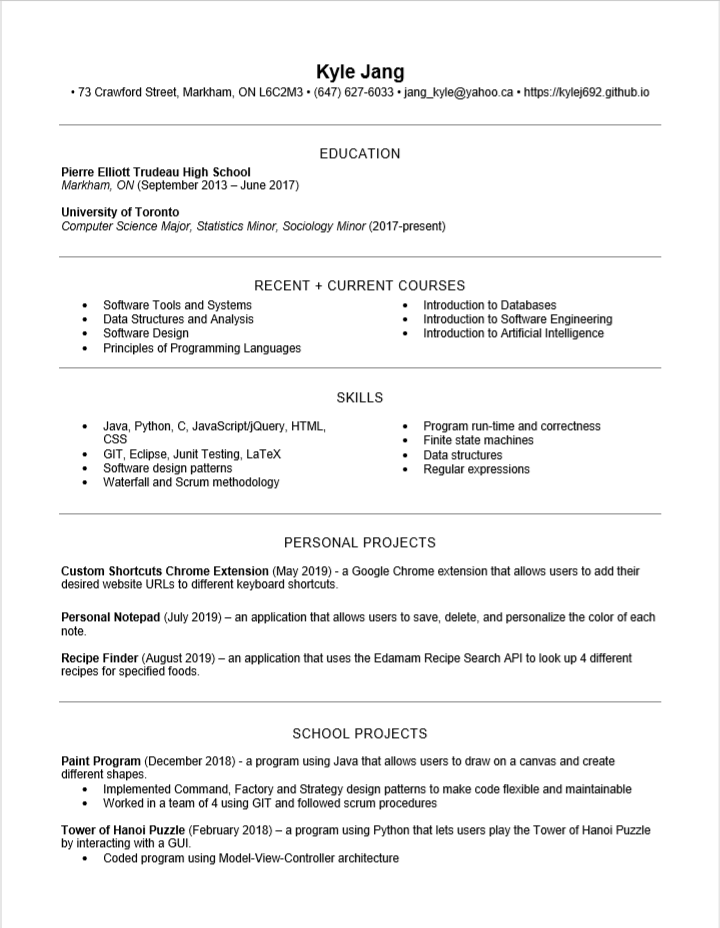 Kyle Jang
• 73 Crawford Street, Markham, ON L6C2M3 • (647) 627-6033 • jang_kyle@yahoo.ca • https://kylej692.github.io
EDUCATION
Pierre Elliott Trudeau High School
Markham, ON (September 2013 – June 2017)
University of Toronto
Computer Science Major, Statistics Minor, Sociology Minor (2017-present)
RECENT + CURRENT COURSES
• Software Tools and Systems
• Data Structures and Analysis
• Software Design
• Principles of Programming Languages
• Introduction to Databases
• Introduction to Software Engineering
• Introduction to Artificial Intelligence
SKILLS
• Java, Python, C, JavaScript/jQuery, HTML,
CSS
• GIT, Eclipse, Junit Testing, LaTeX
• Software design patterns
• Waterfall and Scrum methodology
• Program run-time and correctness
• Finite state machines
• Data structures
• Regular expressions
PERSONAL PROJECTS
Custom Shortcuts Chrome Extension (May 2019) - a Google Chrome extension that allows users to add their
desired website URLs to different keyboard shortcuts.
Personal Notepad (July 2019) – an application that allows users to save, delete, and personalize the color of each
note.
Recipe Finder (August 2019) – an application that uses the Edamam Recipe Search API to look up 4 different
recipes for specified foods.
SCHOOL PROJECTS
Paint Program (December 2018) - a program using Java that allows users to draw on a canvas and create
different shapes.
• Implemented Command, Factory and Strategy design patterns to make code flexible and maintainable
• Worked in a team of 4 using GIT and followed scrum procedures
Tower of Hanoi Puzzle (February 2018) – a program using Python that lets users play the Tower of Hanoi Puzzle
by interacting with a GUI.
• Coded program using Model-View-Controller architecture